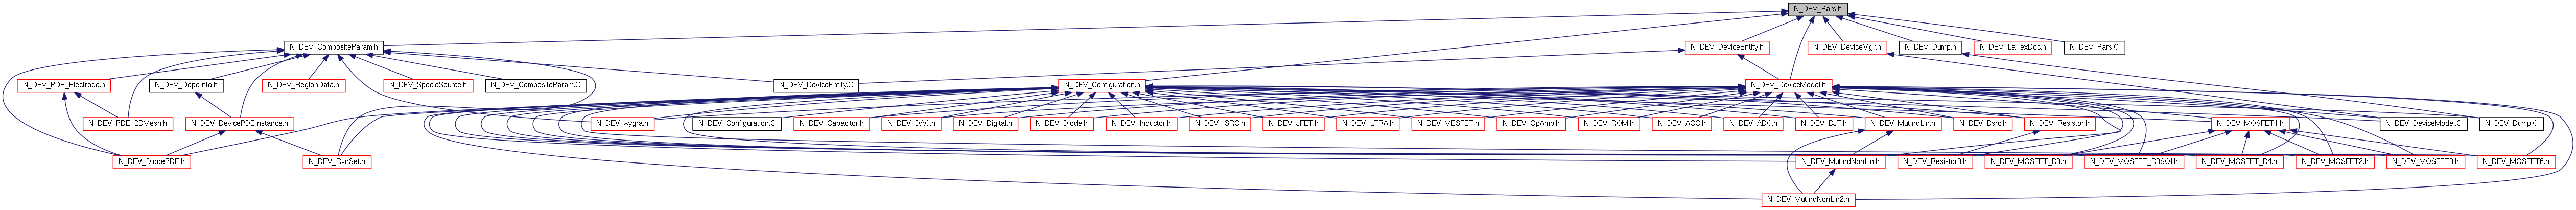 N_DEV_Pars.h
N_DEV_CompositeParam.h
N_DEV_DeviceEntity.h
N_DEV_DeviceMgr.h
N_DEV_Dump.h
N_DEV_LaTexDoc.h
N_DEV_Pars.C
N_DEV_PDE_Electrode.h
N_DEV_DopeInfo.h
N_DEV_RegionData.h
N_DEV_SpecieSource.h
N_DEV_CompositeParam.C
N_DEV_DeviceEntity.C
N_DEV_Configuration.h
N_DEV_DeviceModel.h
N_DEV_PDE_2DMesh.h
N_DEV_DevicePDEInstance.h
N_DEV_Xygra.h
N_DEV_Configuration.C
N_DEV_Capacitor.h
N_DEV_DAC.h
N_DEV_Digital.h
N_DEV_Diode.h
N_DEV_Inductor.h
N_DEV_ISRC.h
N_DEV_JFET.h
N_DEV_LTRA.h
N_DEV_MESFET.h
N_DEV_OpAmp.h
N_DEV_ROM.h
N_DEV_ACC.h
N_DEV_ADC.h
N_DEV_BJT.h
N_DEV_MutIndLin.h
N_DEV_Bsrc.h
N_DEV_Resistor.h
N_DEV_MOSFET1.h
N_DEV_DeviceModel.C
N_DEV_Dump.C
N_DEV_DiodePDE.h
N_DEV_RxnSet.h
N_DEV_MutIndNonLin.h
N_DEV_Resistor3.h
N_DEV_MOSFET_B3.h
N_DEV_MOSFET_B3SOI.h
N_DEV_MOSFET_B4.h
N_DEV_MOSFET2.h
N_DEV_MOSFET3.h
N_DEV_MOSFET6.h
N_DEV_MutIndNonLin2.h